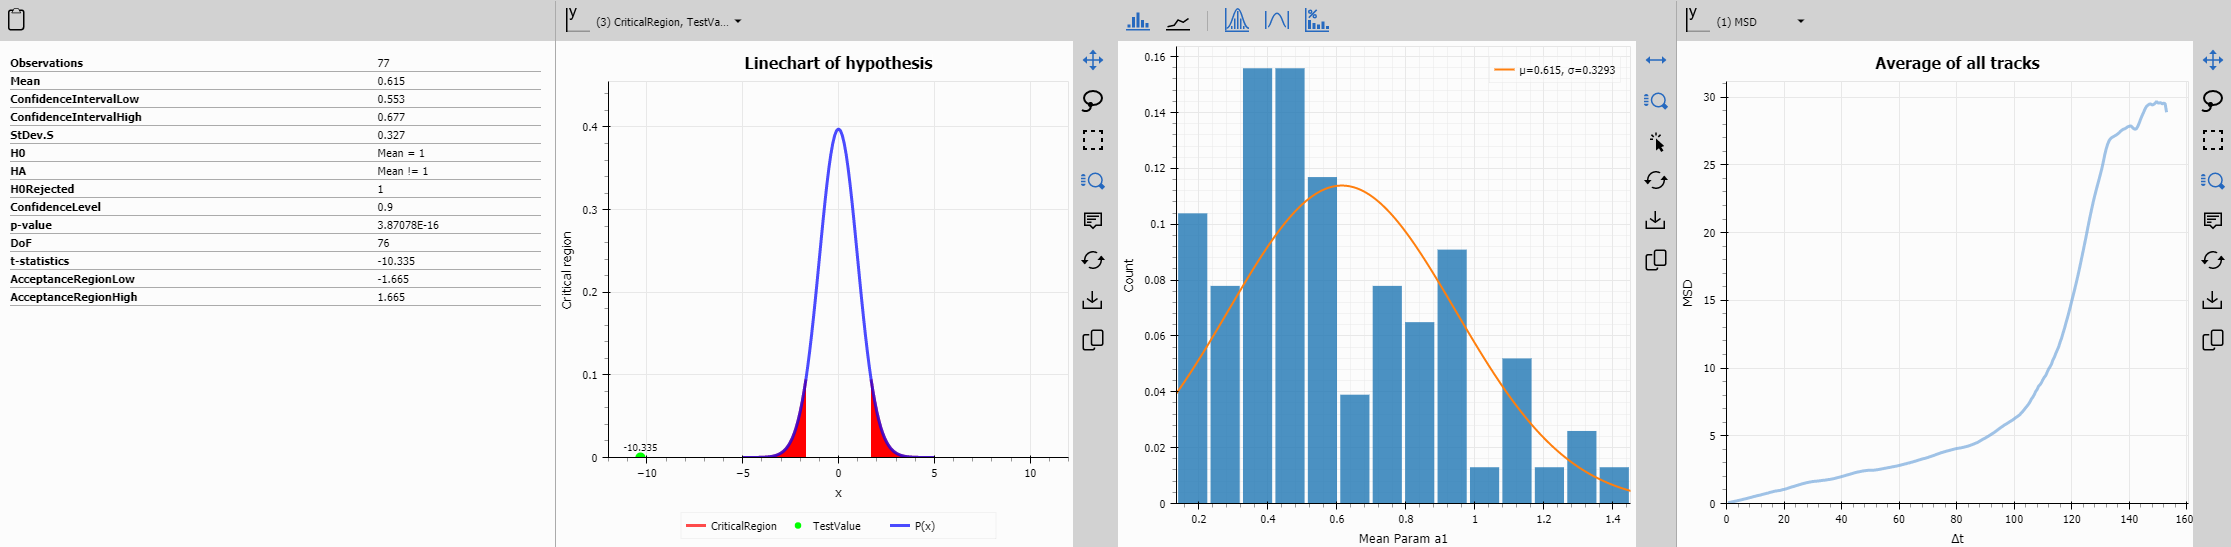 y (3) CriticalRegion, TestVa...
y (1) MSD
Observations 77
Mean 0.615
ConfidenceIntervalLow 0.553
ConfidenceIntervalHigh 0.677
StDev.S 0.327
H0 Mean = 1
HA Mean != 1
H0Rejected 1
ConfidenceLevel 0.9
p-value 3.87078E-16
DoF 76
t-statistics -10.335
AcceptanceRegionLow -1.665
AcceptanceRegionHigh 1.665
Linechart of hypothesis
Critical region
0.4
0.3
0.2
0.1
0
-10.335
−10 −5 0 5 10
x
CriticalRegion TestValue P(x)
%
μ=0.615, σ=0.3293
Count
0.16
0.14
0.12
0.1
0.08
0.06
0.04
0.02
0
0.2 0.4 0.6 0.8 1 1.2 1.4
Mean Param a1
Average of all tracks
MSD
30
25
20
15
10
5
0
0 20 40 60 80 100 120 140 160
Δt